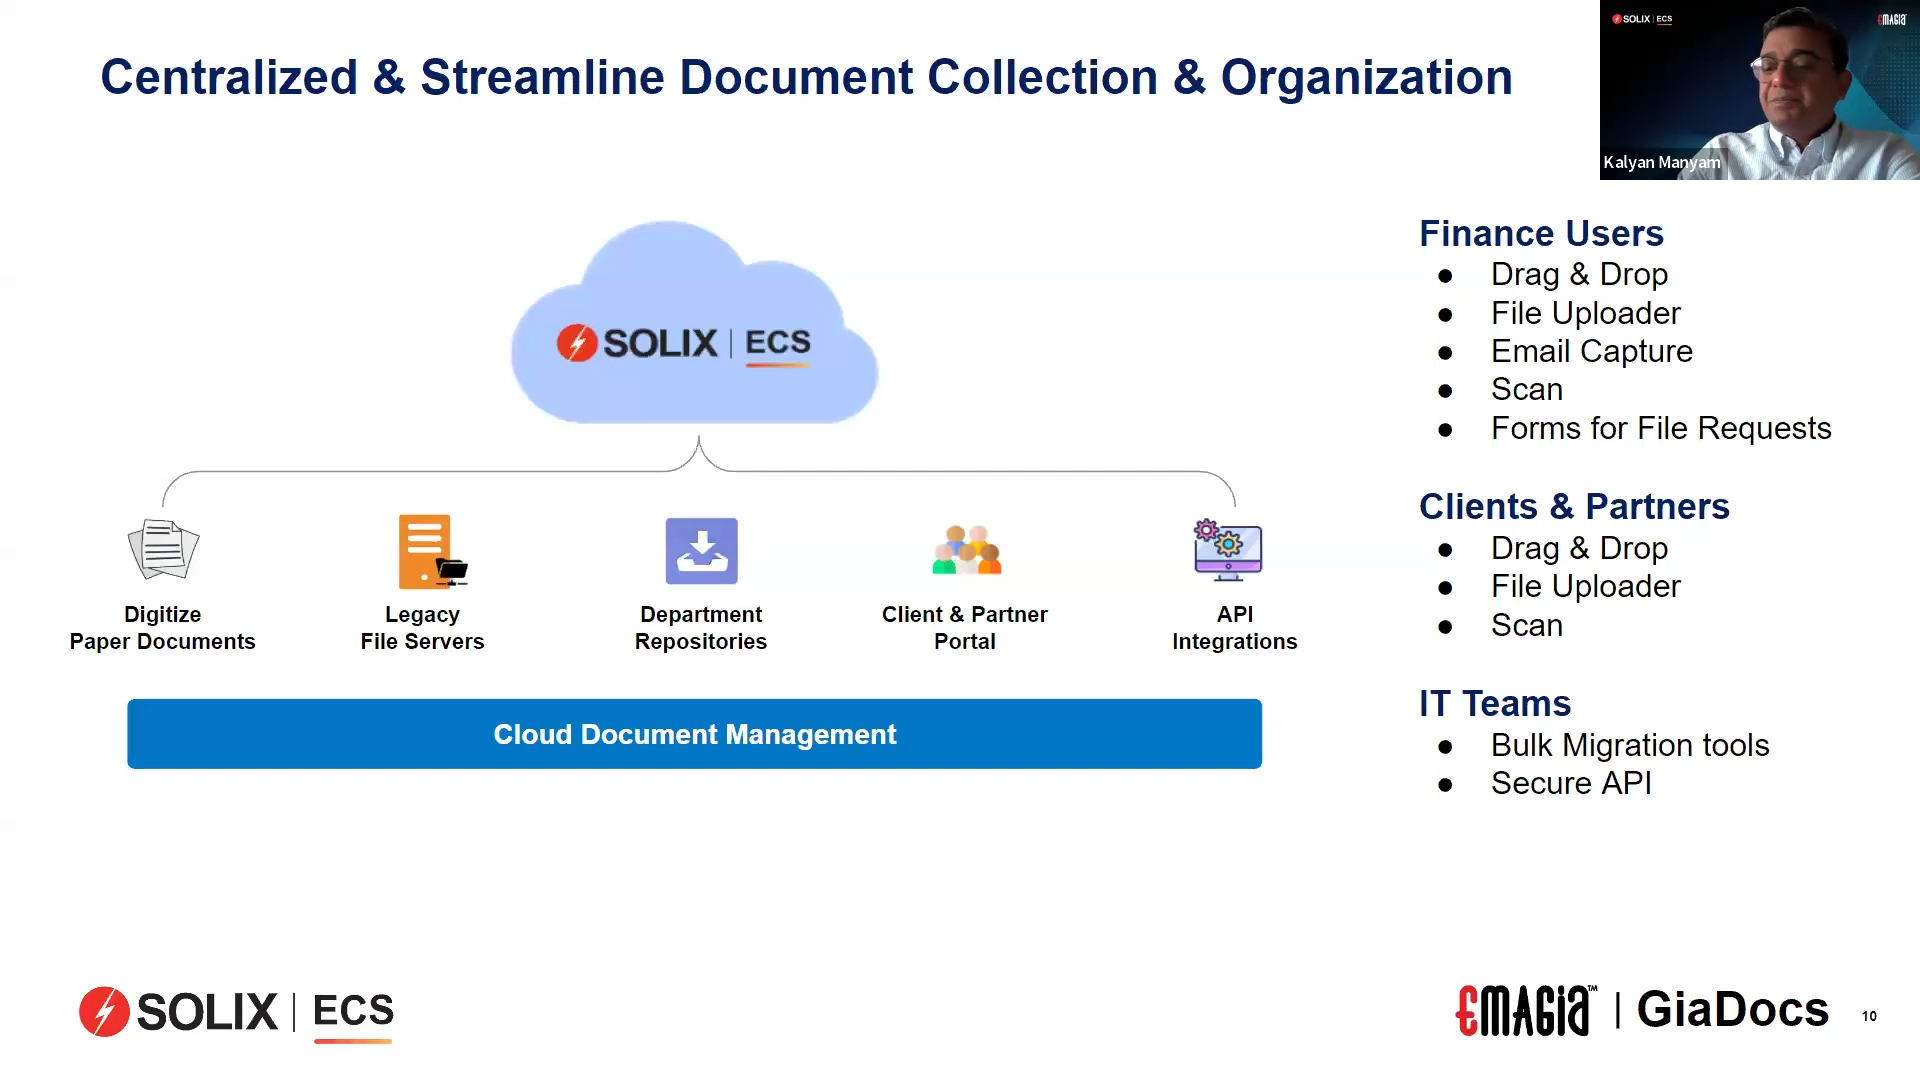 SOLIX | ECS
EMAGIA
Kalyan Manyam
Centralized & Streamline Document Collection & Organization
SOLIX | ECS
Digitize
Paper Documents
Legacy
File Servers
Department
Repositories
Client & Partner
Portal
API
Integrations
Cloud Document Management
Finance Users
● Drag & Drop
● File Uploader
● Email Capture
● Scan
● Forms for File Requests
Clients & Partners
● Drag & Drop
● File Uploader
● Scan
IT Teams
● Bulk Migration tools
● Secure API
SOLIX | ECS
EMAGIA™ | GiaDocs
10